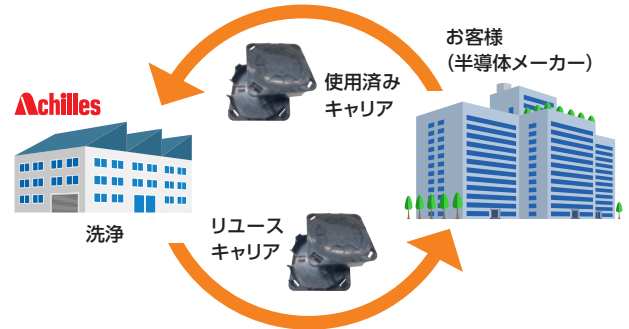 お客様
（半導体メーカー）
使用済み
キャリア
Achilles
洗浄
リユース
キャリア